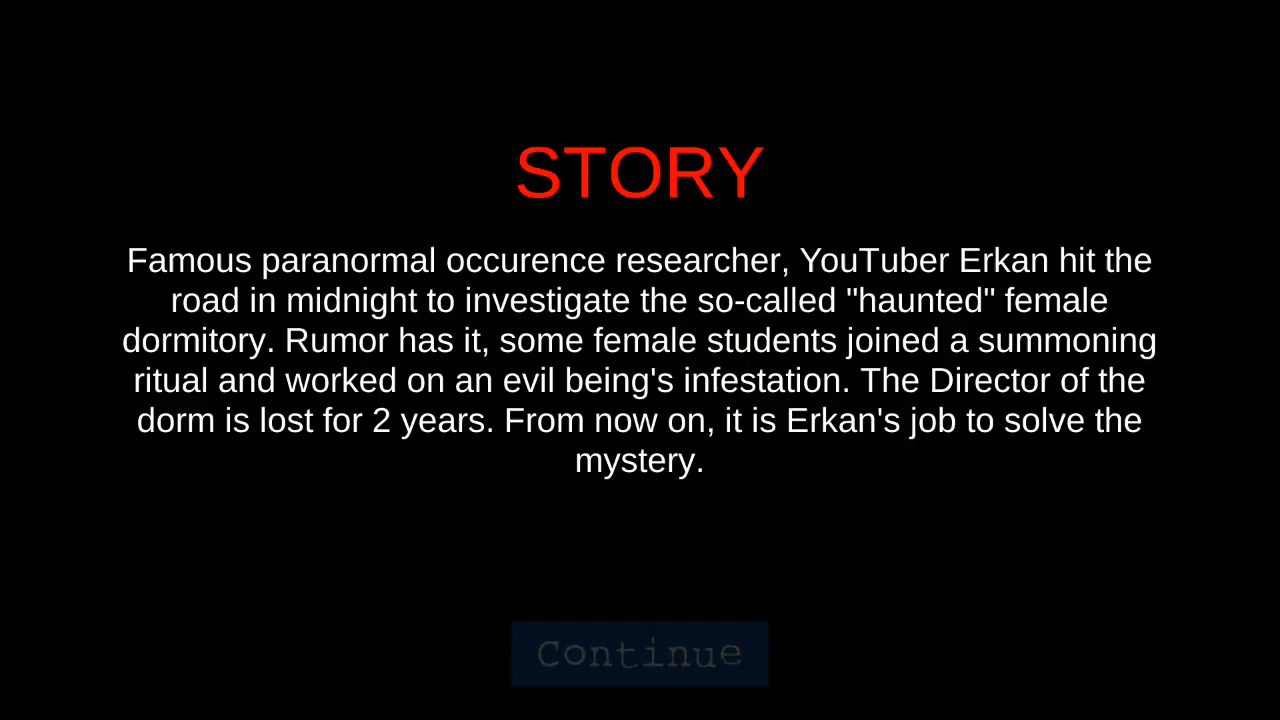 STORY
Famous paranormal occurence researcher, YouTuber Erkan hit the
road in midnight to investigate the so-called "haunted" female
dormitory. Rumor has it, some female students joined a summoning
ritual and worked on an evil being's infestation. The Director of the
dorm is lost for 2 years. From now on, it is Erkan's job to solve the
mystery.
Continue